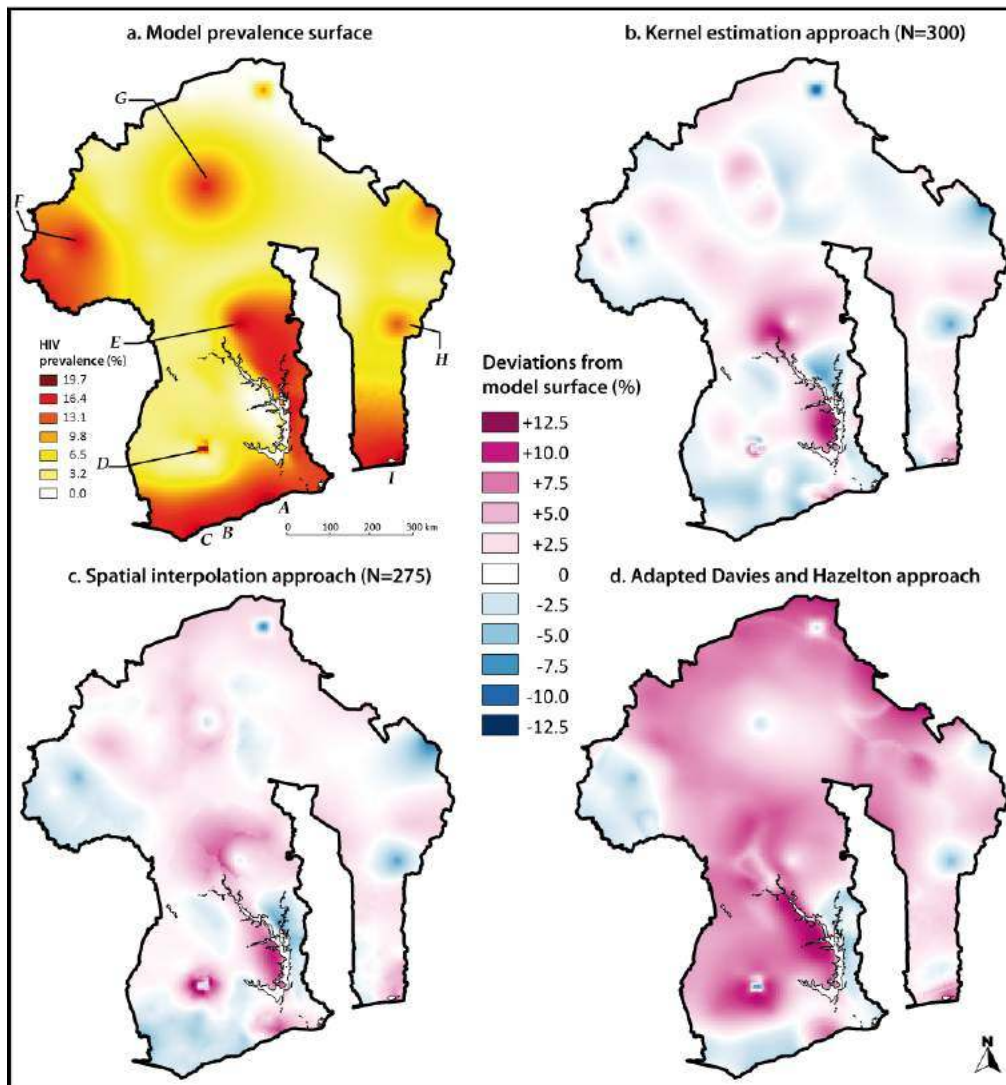 a. Model prevalence surface
b. Kernel estimation approach (N=300)
G
F
E
H
HIV
prevalence (%)
19.7
16.4
13.1
9.8
6.5
3.2
0.0
D
I
A
B
C
0 100 200 300 km
Deviations from
model surface (%)
+12.5
+10.0
+7.5
+5.0
+2.5
0
-2.5
-5.0
-7.5
-10.0
-12.5
c. Spatial interpolation approach (N=275)
d. Adapted Davies and Hazelton approach
N